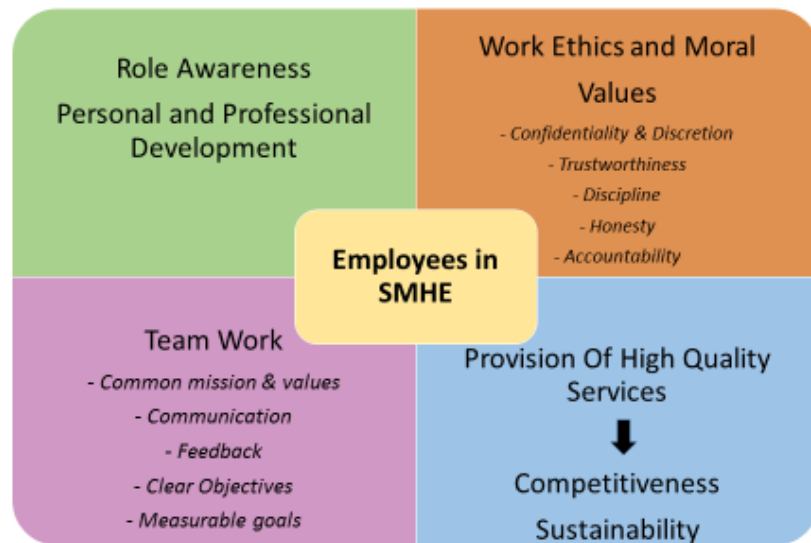 Role Awareness
Personal and Professional
Development
Work Ethics and Moral
Values
- Confidentiality & Discretion
- Trustworthiness
- Discipline
- Honesty
- Accountability
Employees in
SMHE
Team Work
- Common mission & values
- Communication
- Feedback
- Clear Objectives
- Measurable goals
Provision Of High Quality
Services
Competitiveness
Sustainability